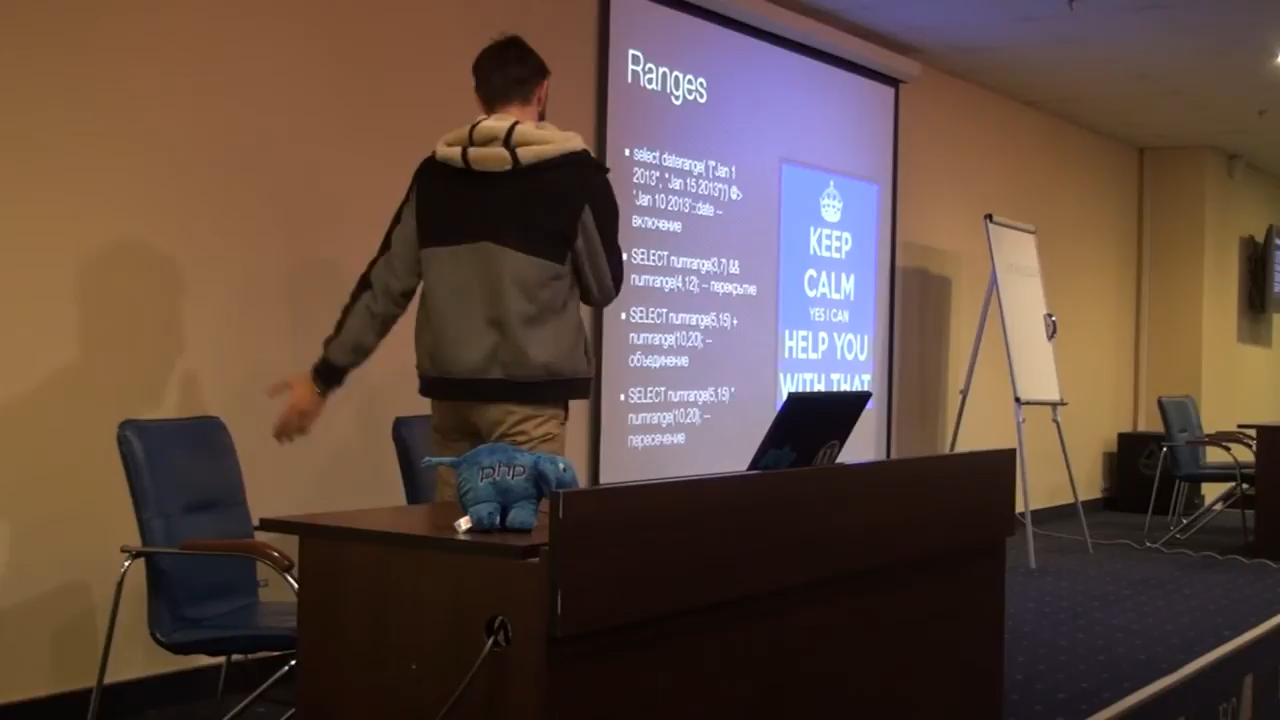 Ranges
▪ select daterange( '["Jan 1
2013", "Jan 15 2013")') @>
'Jan 10 2013'::date --
включение
▪ SELECT numrange(3,7) &&
numrange(4,12); -- перекрытие
▪ SELECT numrange(5,15) +
numrange(10,20); --
объединение
▪ SELECT numrange(5,15) *
numrange(10,20); --
пересечение
KEEP
CALM
YES I CAN
HELP YOU
WITH THAT
php